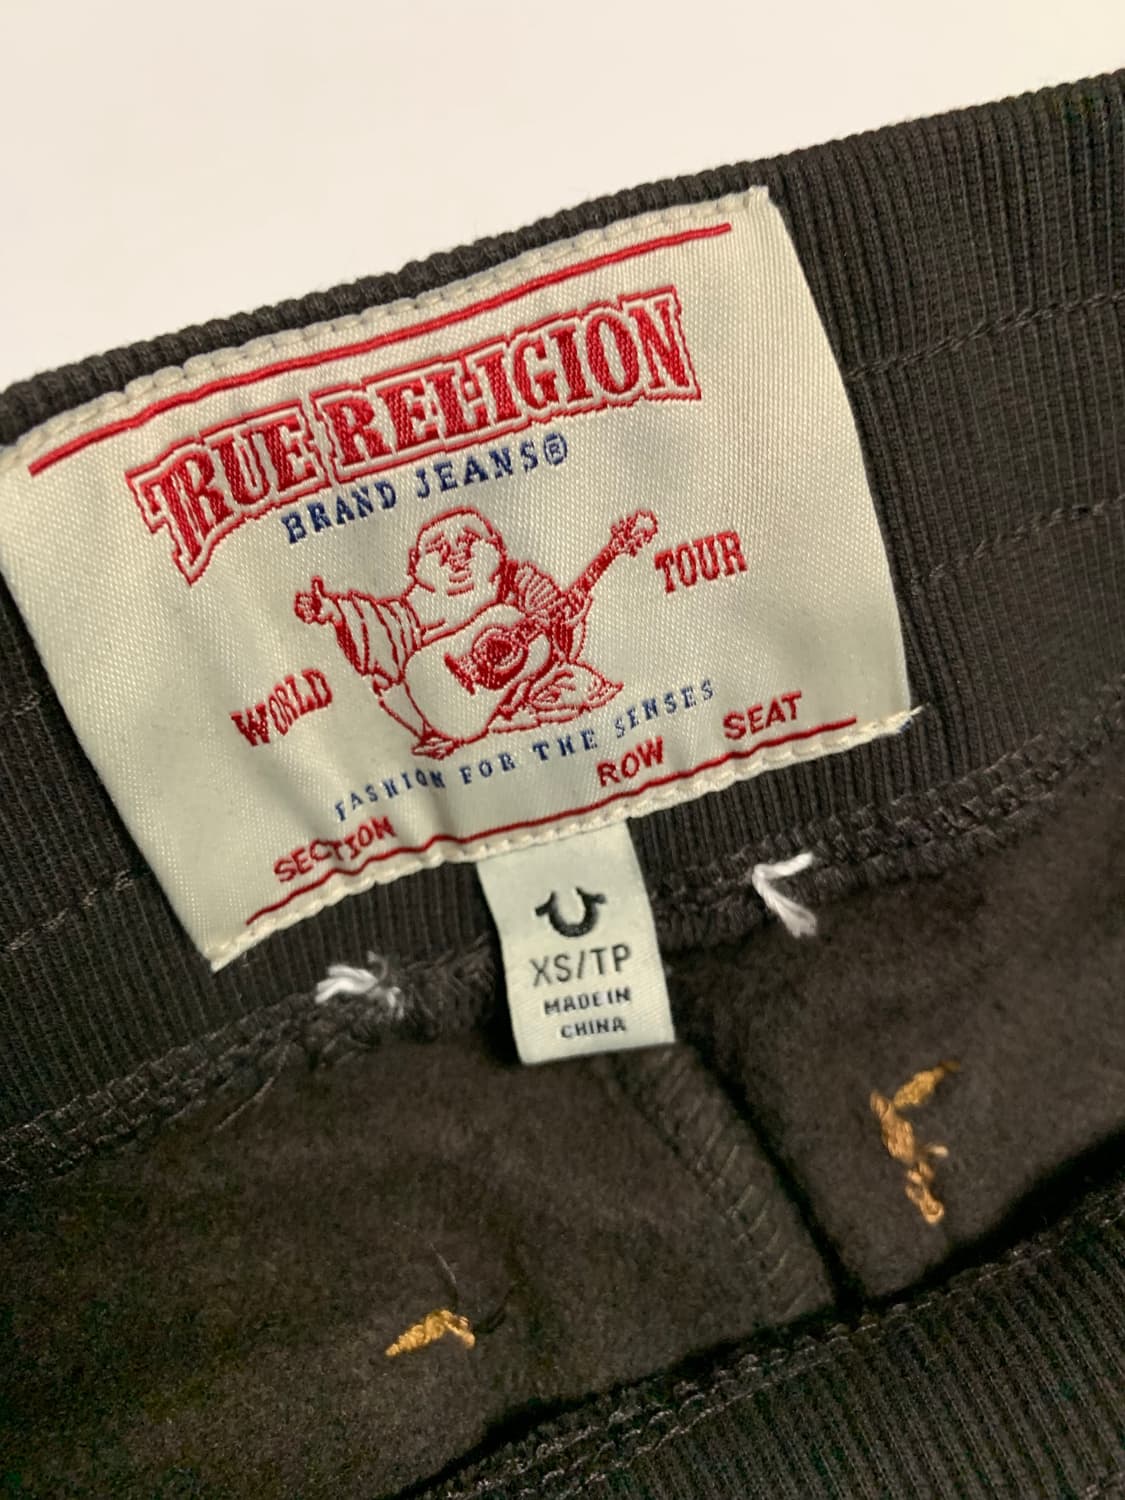 TRUE RELIGION
BRAND JEANS®
WORLD TOUR
FASHION FOR THE SENSES
SECTION ROW SEAT
XS/TP
MADE IN
CHINA